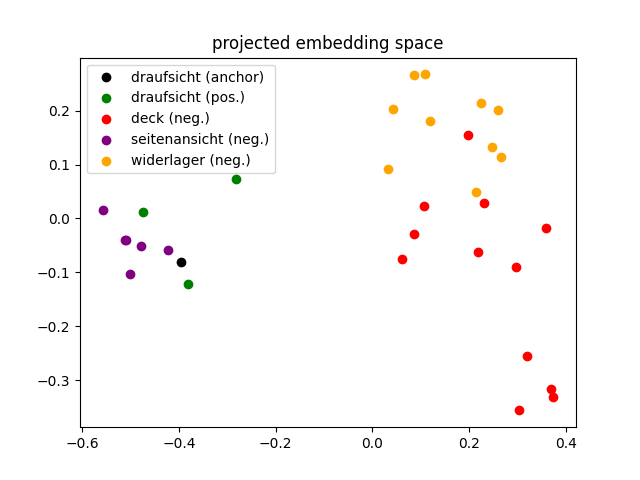 projected embedding space
draufsicht (anchor)
draufsicht (pos.)
deck (neg.)
seitenansicht (neg.)
widerlager (neg.)
0.2
0.1
0.0
−0.1
−0.2
−0.3
−0.6
−0.4
−0.2
0.0
0.2
0.4